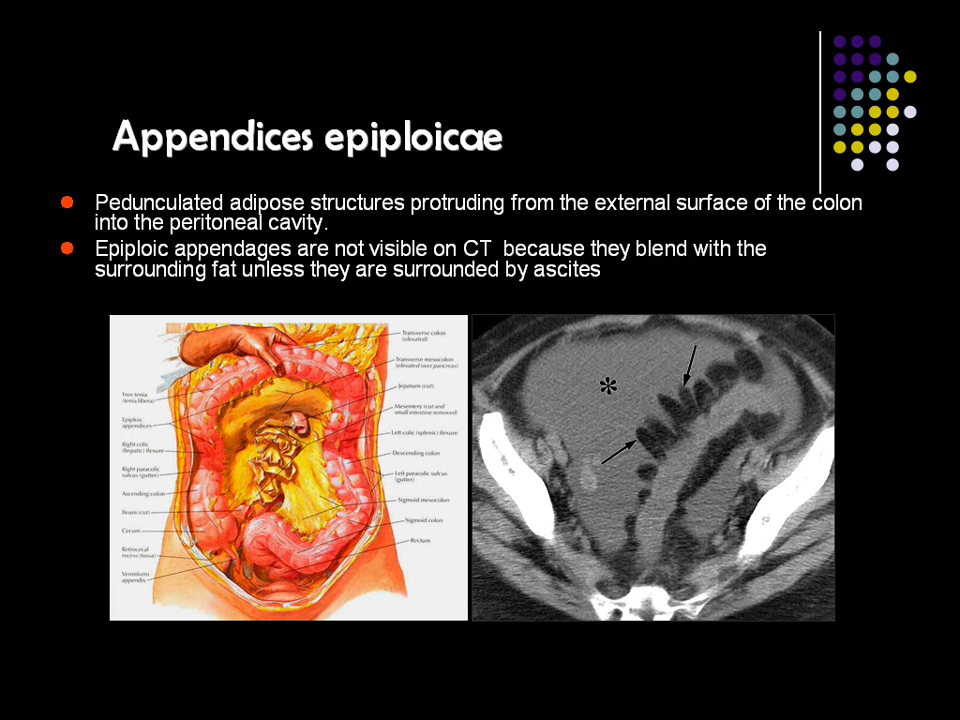 Appendices epiploicae
Pedunculated adipose structures protruding from the external surface of the colon
into the peritoneal cavity.
Epiploic appendages are not visible on CT because they blend with the
surrounding fat unless they are surrounded by ascites
Transverse colon
(elevated)
Transverse mesocolon
(elevated over pancreas)
Jejunum (cut)
Mesentery (cut and
small intestine removed)
Left colic (splenic) flexure
Descending colon
Left paracolic sulcus
(gutter)
Sigmoid mesocolon
Sigmoid colon
Rectum
Free tenia
(tenia libera)
Epiploic
appendices
Right colic
(hepatic) flexure
Right paracolic
sulcus (gutter)
Ascending colon
Ileum (cut)
Cecum
Retrocecal
recess (fossa)
Vermiform
appendix
*